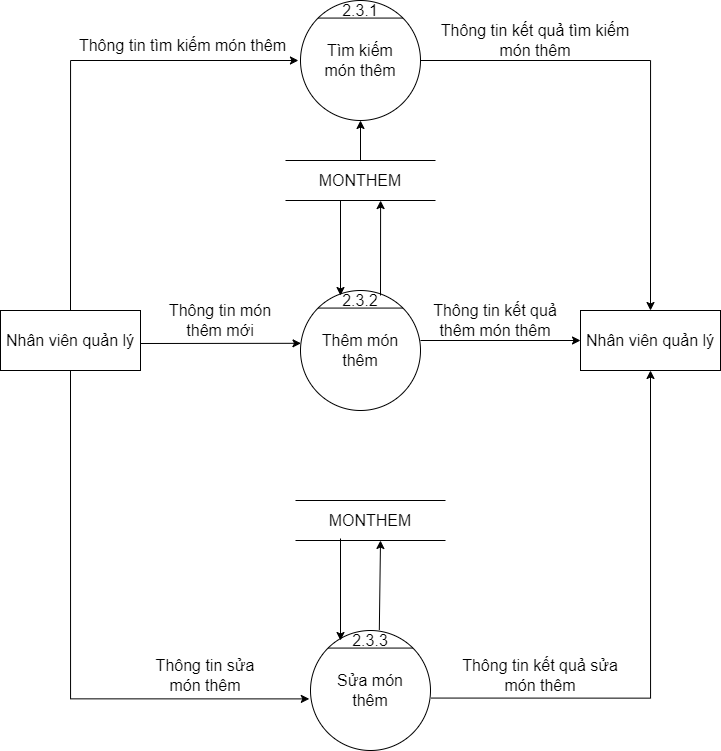 2.3.1
Tìm kiếm
món thêm
Thông tin tìm kiếm món thêm
Thông tin kết quả tìm kiếm
món thêm
MONTHEM
Nhân viên quản lý
Thông tin món
thêm mới
2.3.2
Thêm món
thêm
Thông tin kết quả
thêm món thêm
Nhân viên quản lý
MONTHEM
Thông tin sửa
món thêm
2.3.3
Sửa món
thêm
Thông tin kết quả sửa
món thêm